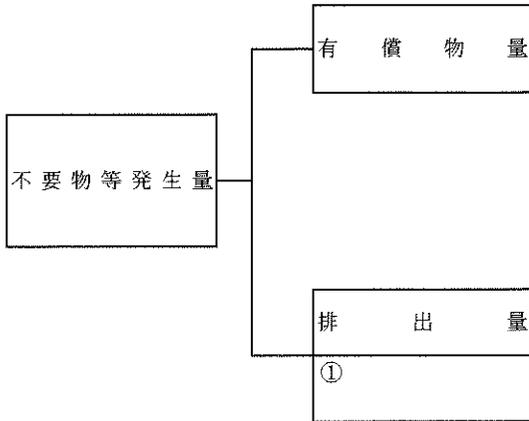 有償物量
不要物等発生量
排出量
①